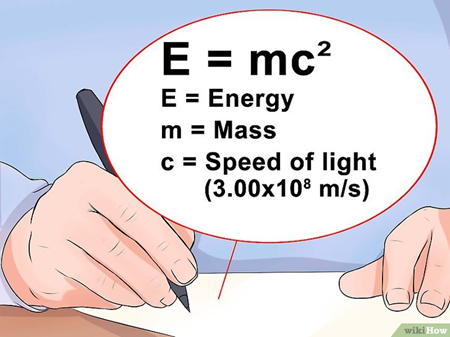 E = mc²
E = Energy
m = Mass
c = Speed of light
(3.00x10⁸ m/s)
wikiHow